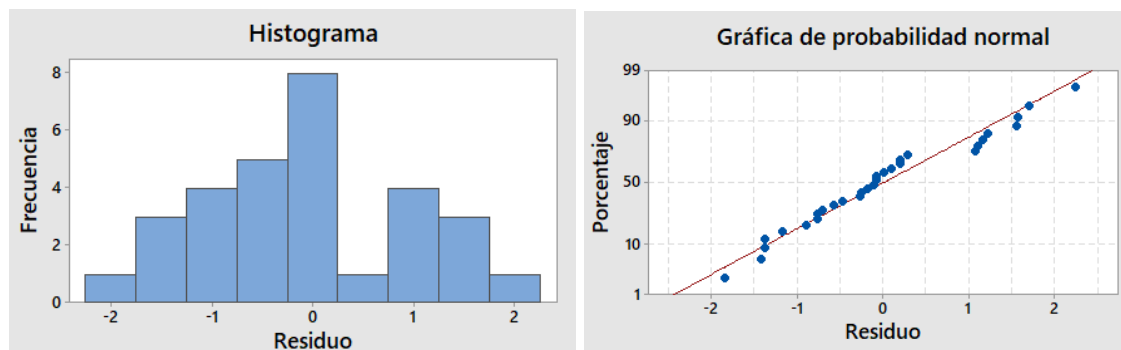 Histograma
Frecuencia
8
6
4
2
0
-2 -1 0 1 2
Residuo
Gráfica de probabilidad normal
Porcentaje
99
90
50
10
1
-2 -1 0 1 2
Residuo